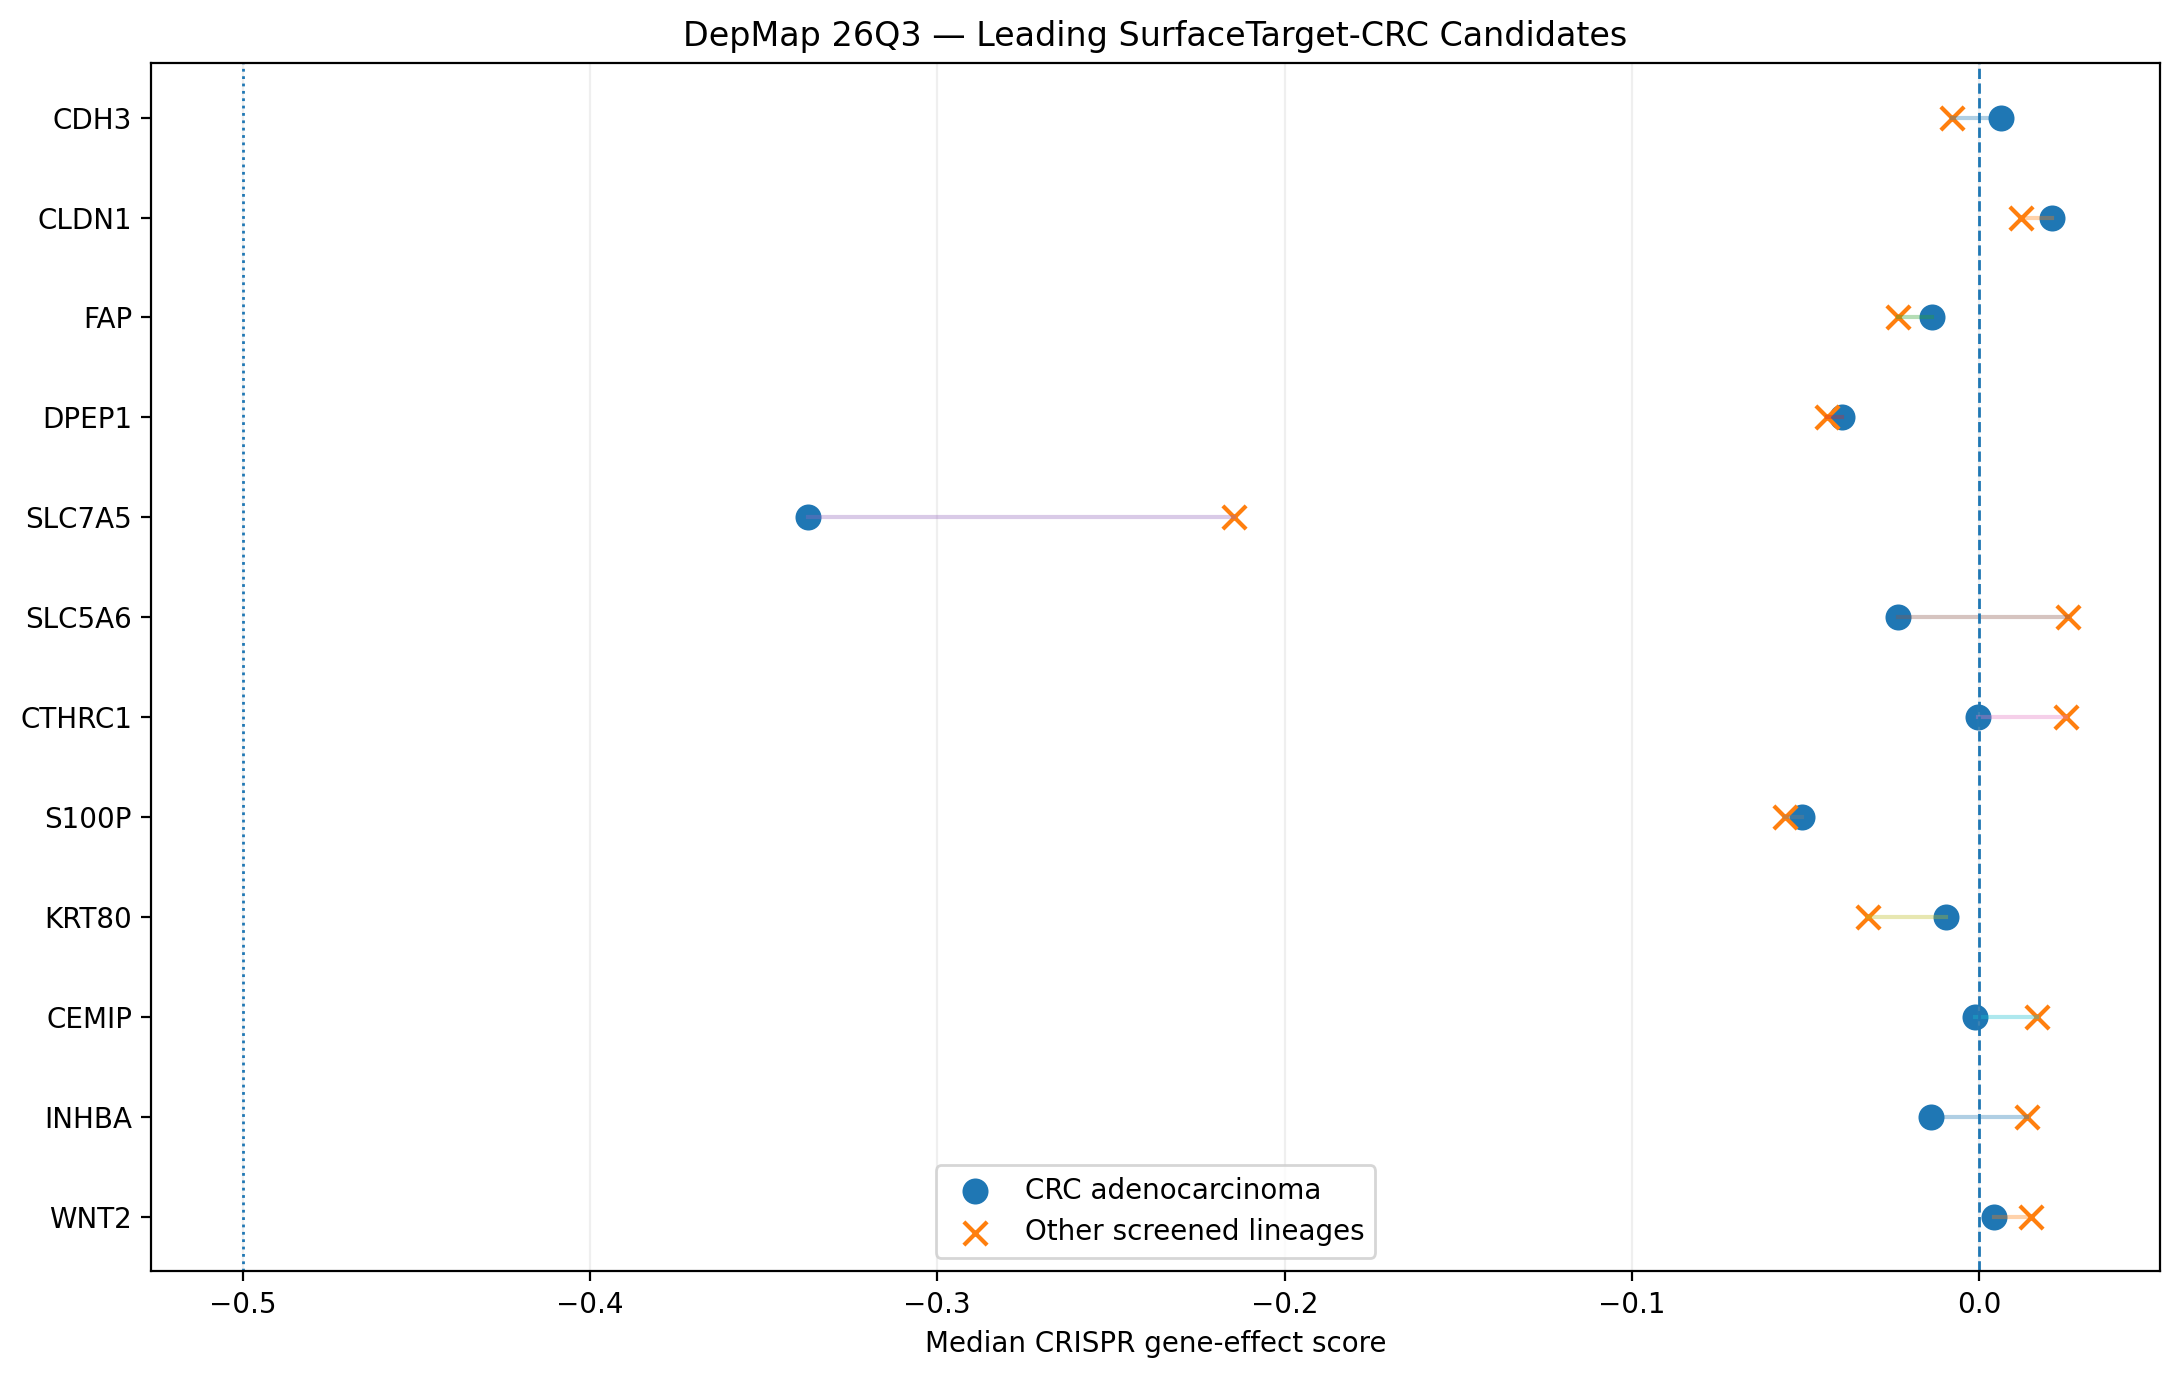 DepMap 26Q3 — Leading SurfaceTarget-CRC Candidates
CDH3
CLDN1
FAP
DPEP1
SLC7A5
SLC5A6
CTHRC1
S100P
KRT80
CEMIP
INHBA
WNT2
CRC adenocarcinoma
Other screened lineages
−0.5 −0.4 −0.3 −0.2 −0.1 0.0
Median CRISPR gene-effect score